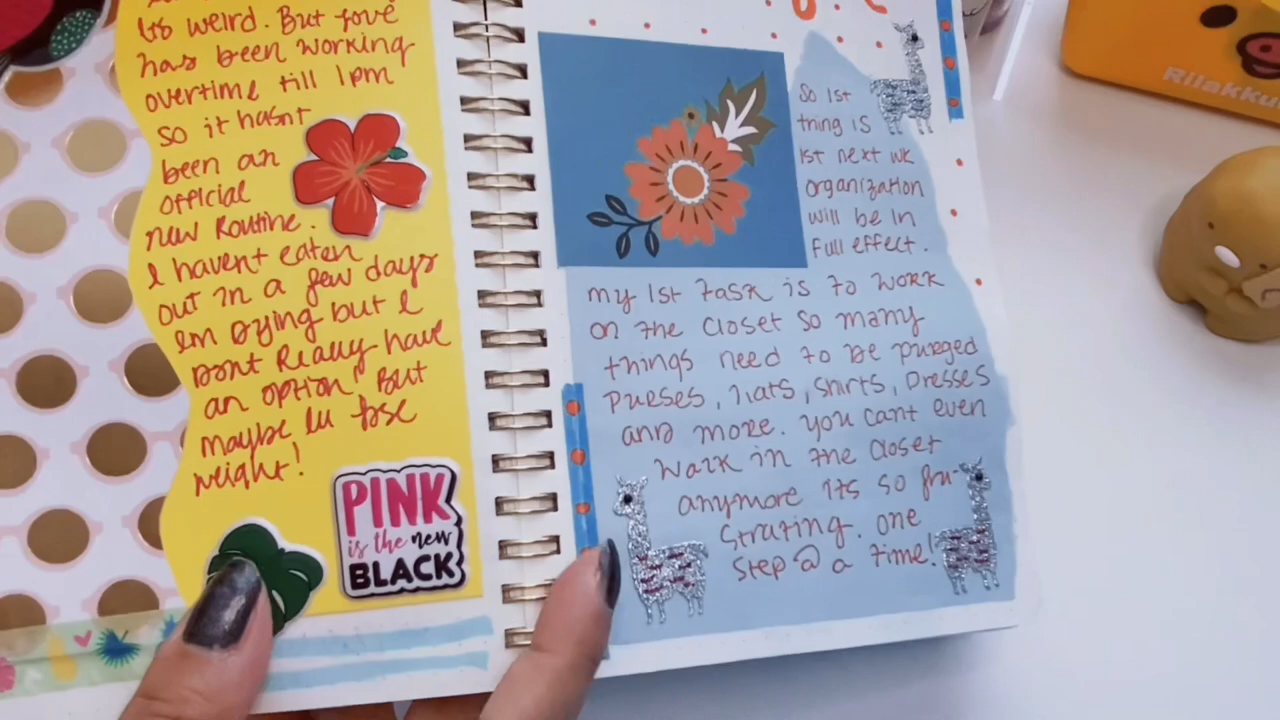 Its weird. But jove
has been working
overtime till 1pm
so it hasnt
been an
official
new Routine.
I havent eaten
out in a few days
Im Dying but I
Dont Really have
an option! But
maybe Ill lose
weight!
PINK
is the new
BLACK
So 1st
thing is
1st next wk
organization
will be in
Full effect.
my 1st task is to work
on the closet so many
things need to be purged
purses, hats, shirts, Dresses
and more. you cant even
walk in the closet
anymore its so fru-
strating. one
step @ a time!
RilakKu